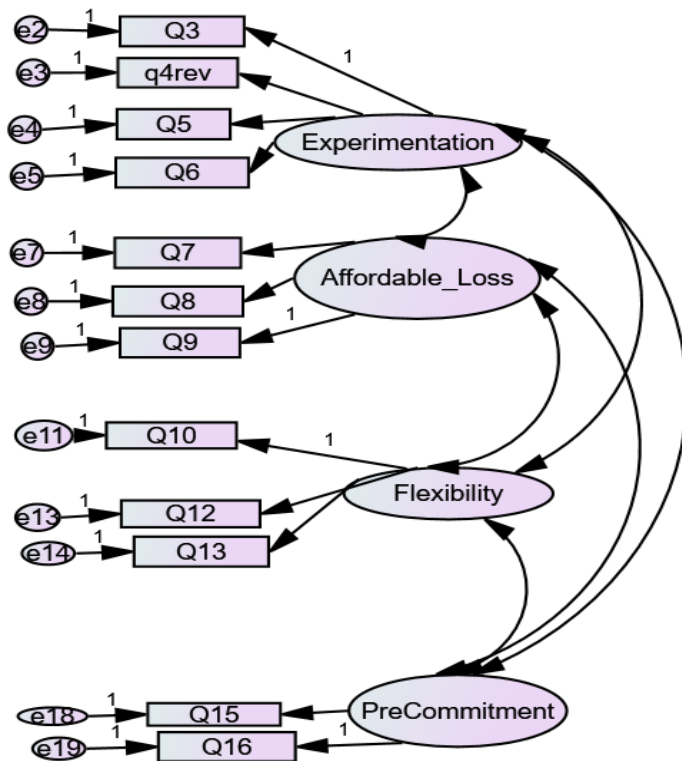 e2 1 Q3
1
e3 1 q4rev
e4 1 Q5
Experimentation
e5 1 Q6
e7 1 Q7
Affordable_Loss
e8 1 Q8
1
e9 1 Q9
e11 1 Q10
1
Flexibility
e13 1 Q12
e14 1 Q13
e18 1 Q15
PreCommitment
e19 1 Q16
1